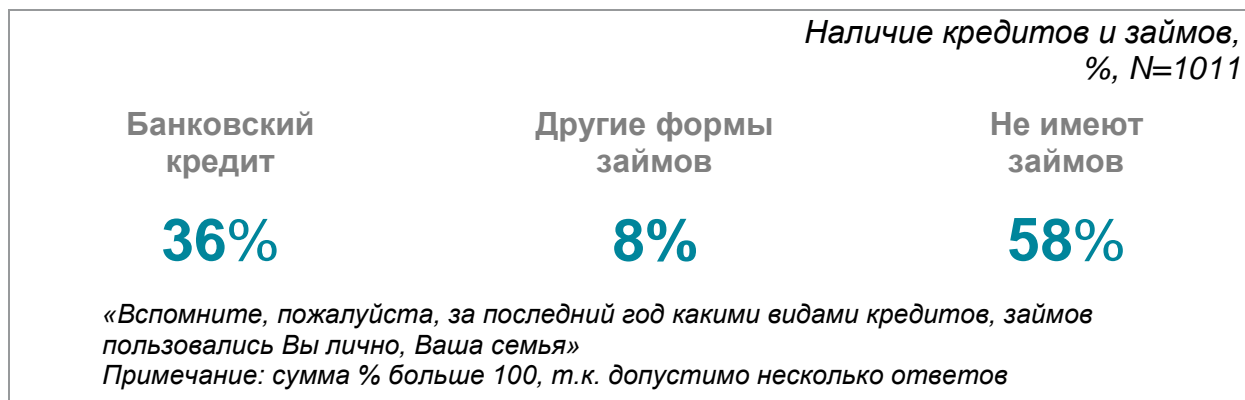 Наличие кредитов и займов,
%, N=1011
Банковский кредит
Другие формы займов
Не имеют займов
36%
8%
58%
«Вспомните, пожалуйста, за последний год какими видами кредитов, займов
пользовались Вы лично, Ваша семья»
Примечание: сумма % больше 100, т.к. допустимо несколько ответов